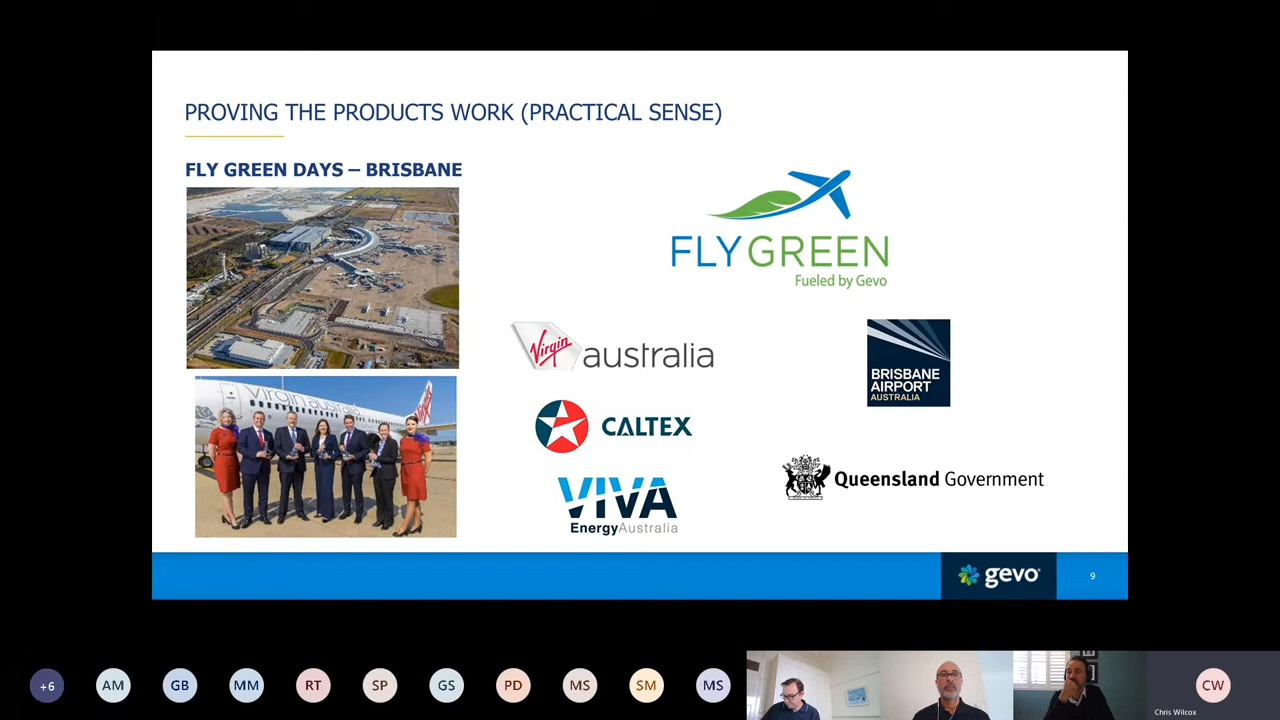 PROVING THE PRODUCTS WORK (PRACTICAL SENSE)
FLY GREEN DAYS – BRISBANE
FLYGREEN
Fueled by Gevo
Virgin australia
BRISBANE
AIRPORT
AUSTRALIA
CALTEX
VIVA
EnergyAustralia
Queensland Government
virgin australia
gevo
9
+6
AM
GB
MM
RT
SP
GS
PD
MS
SM
MS
CW
Chris Wilcox